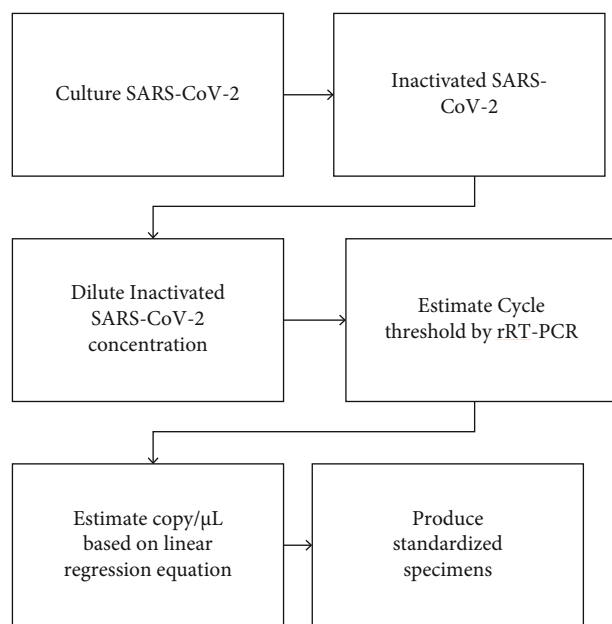 Culture SARS-CoV-2
Inactivated SARS-
CoV-2
Dilute Inactivated
SARS-CoV-2
concentration
Estimate Cycle
threshold by rRT-PCR
Estimate copy/μL
based on linear
regression equation
Produce
standardized
specimens